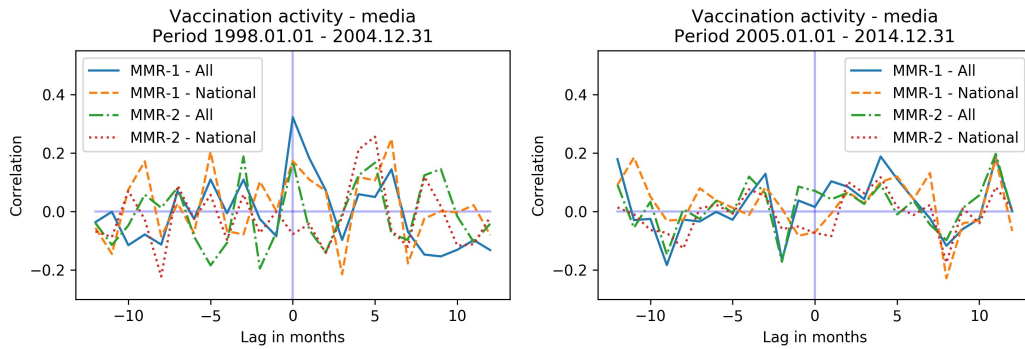 Vaccination activity - media
Period 1998.01.01 - 2004.12.31
MMR-1 - All
MMR-1 - National
MMR-2 - All
MMR-2 - National
Correlation
0.4
0.2
0.0
−0.2
−10
−5
0
5
10
Lag in months
Vaccination activity - media
Period 2005.01.01 - 2014.12.31
MMR-1 - All
MMR-1 - National
MMR-2 - All
MMR-2 - National
Correlation
0.4
0.2
0.0
−0.2
−10
−5
0
5
10
Lag in months